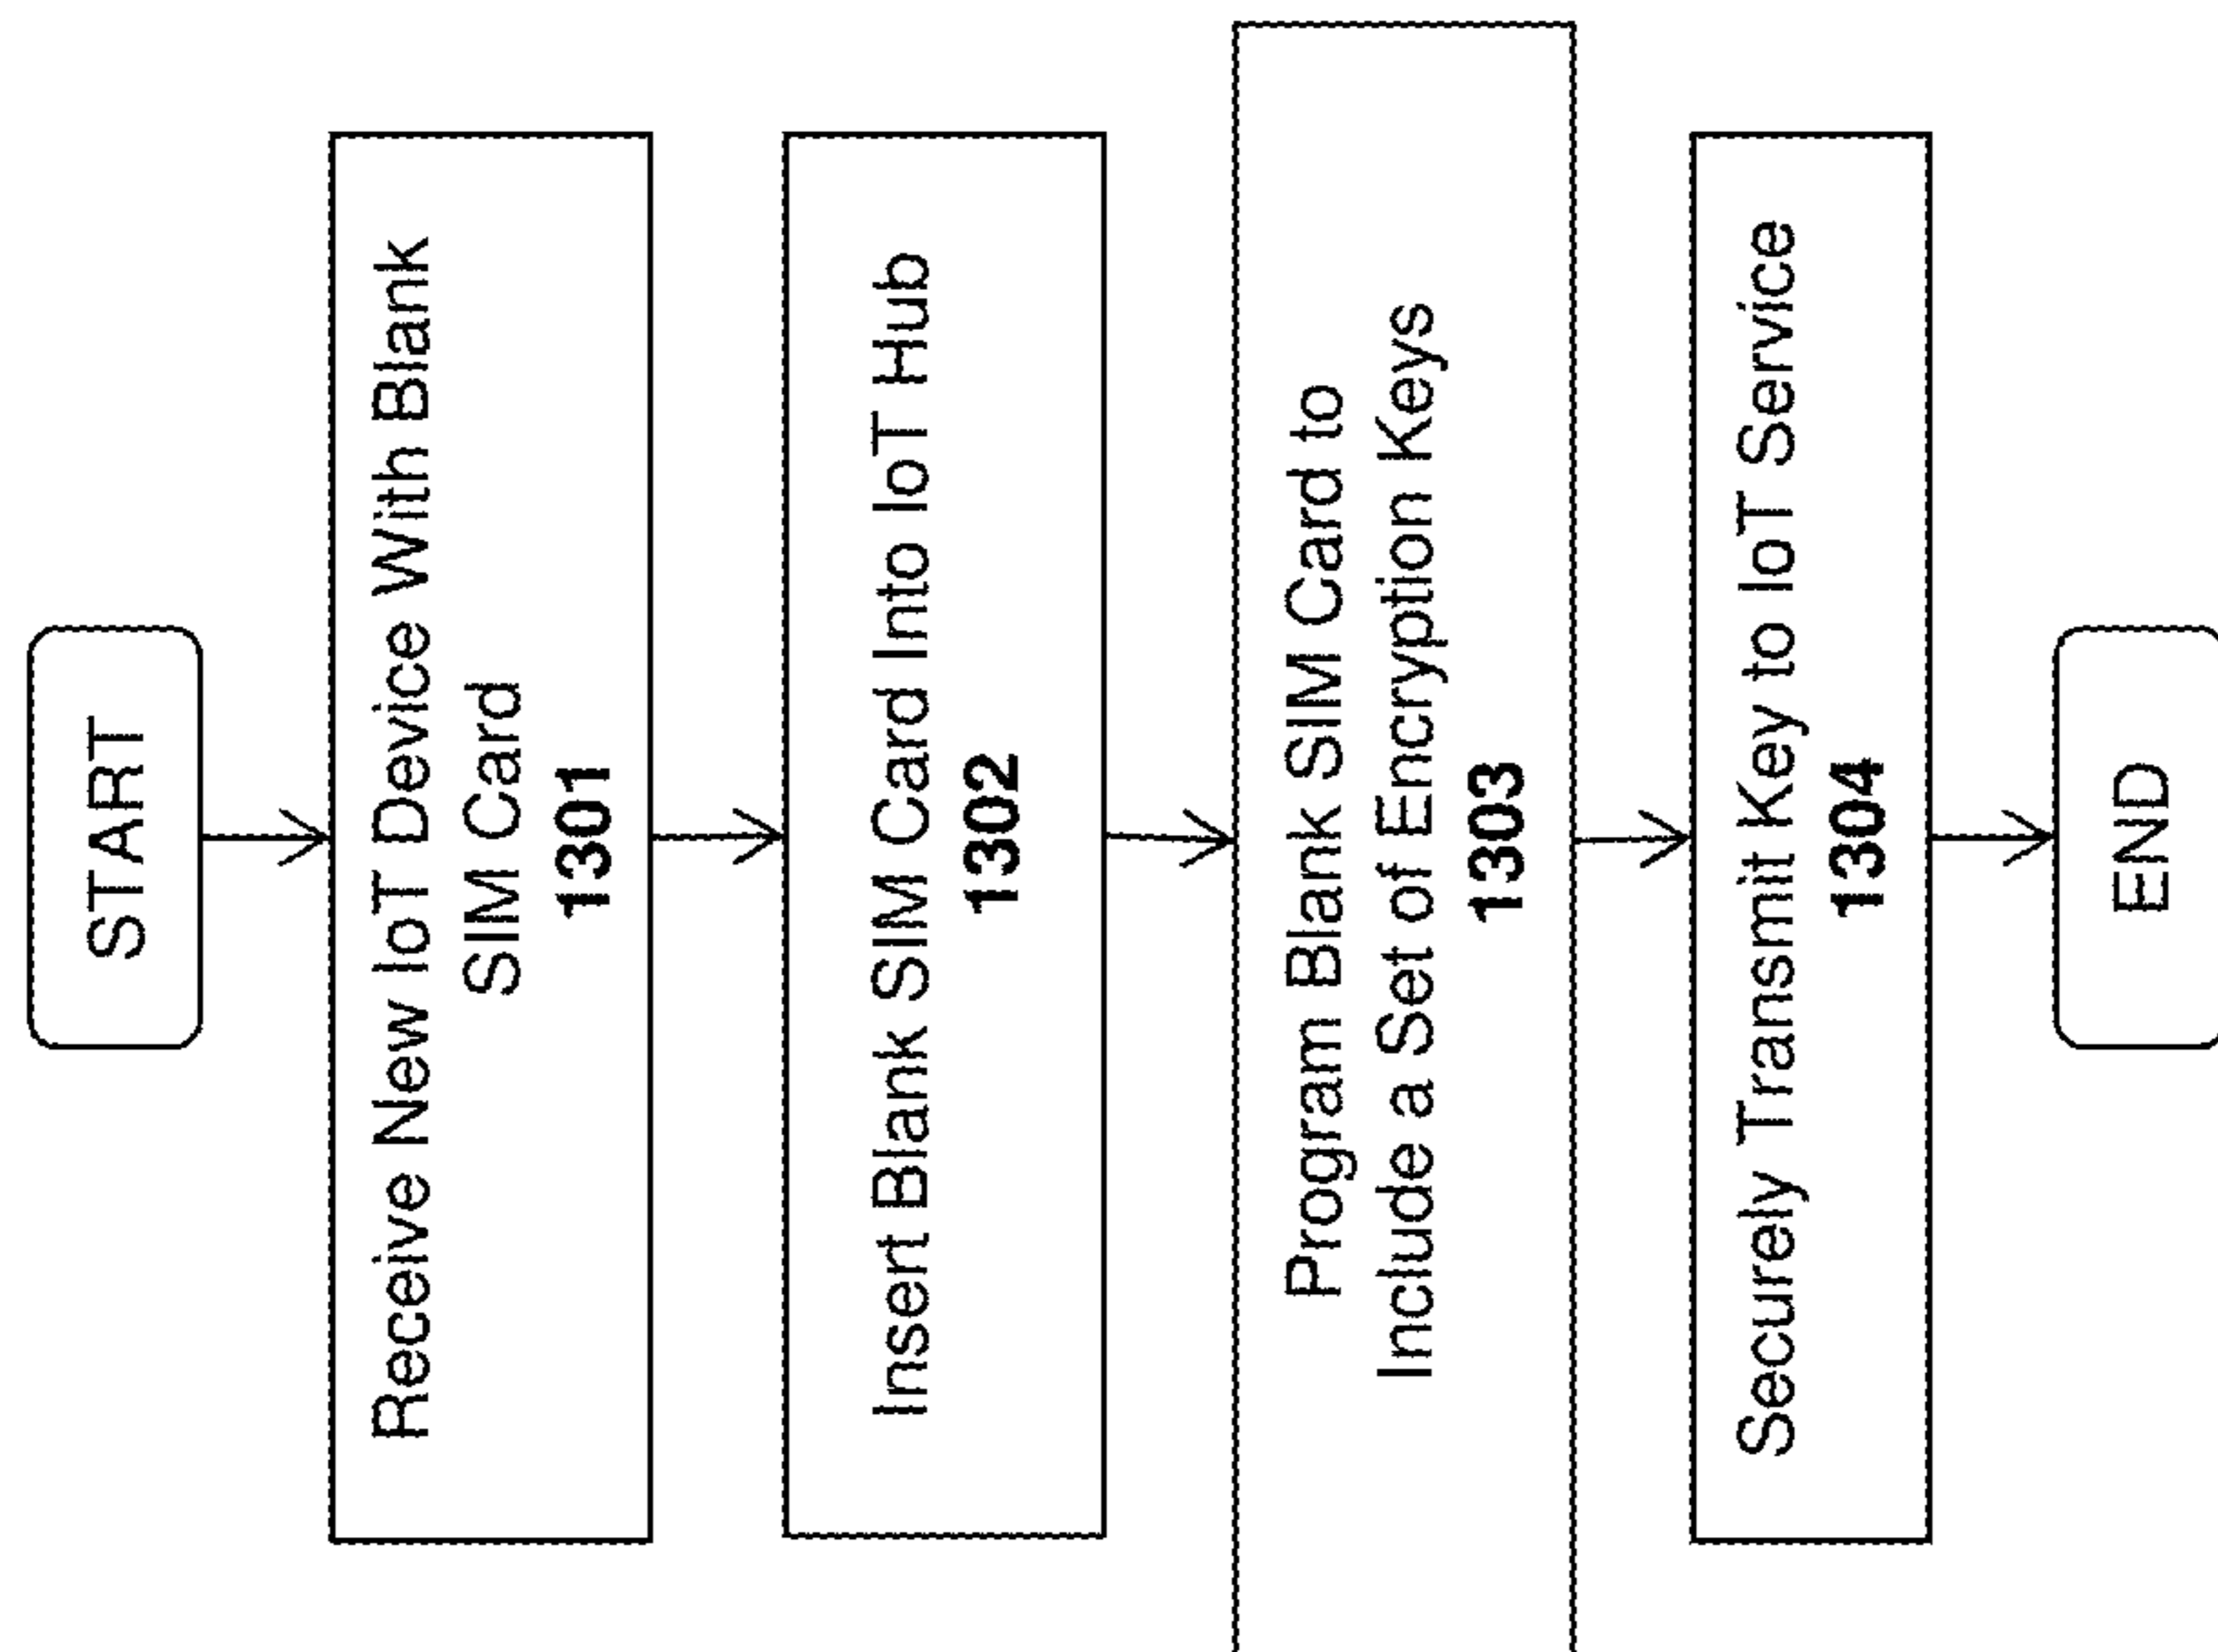 START
Receive New IoT Device With Blank
SIM Card
1301
Insert Blank SIM Card Into IoT Hub
1302
Program Blank SIM Card to
Include a Set of Encryption Keys
1303
Securely Transmit Key to IoT Service
1304
END